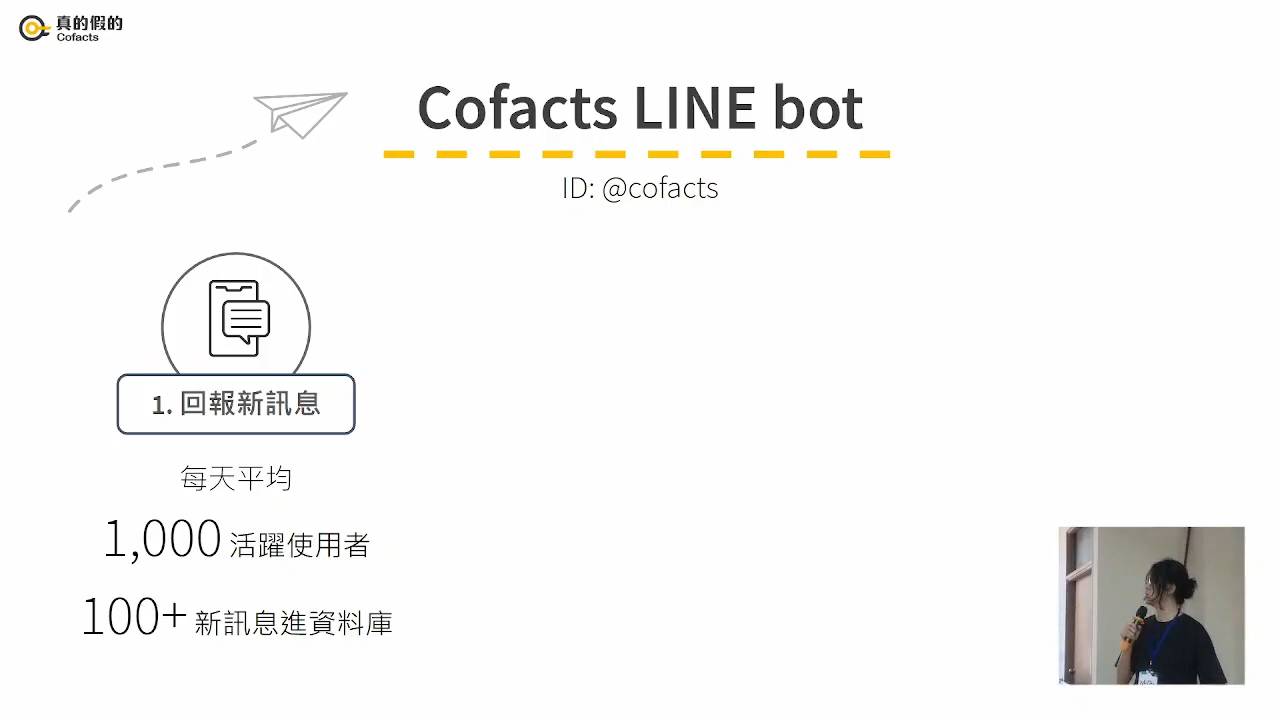 真的假的
Cofacts
Cofacts LINE bot
ID: @cofacts
1. 回報新訊息
每天平均
1,000 活躍使用者
100+ 新訊息進資料庫